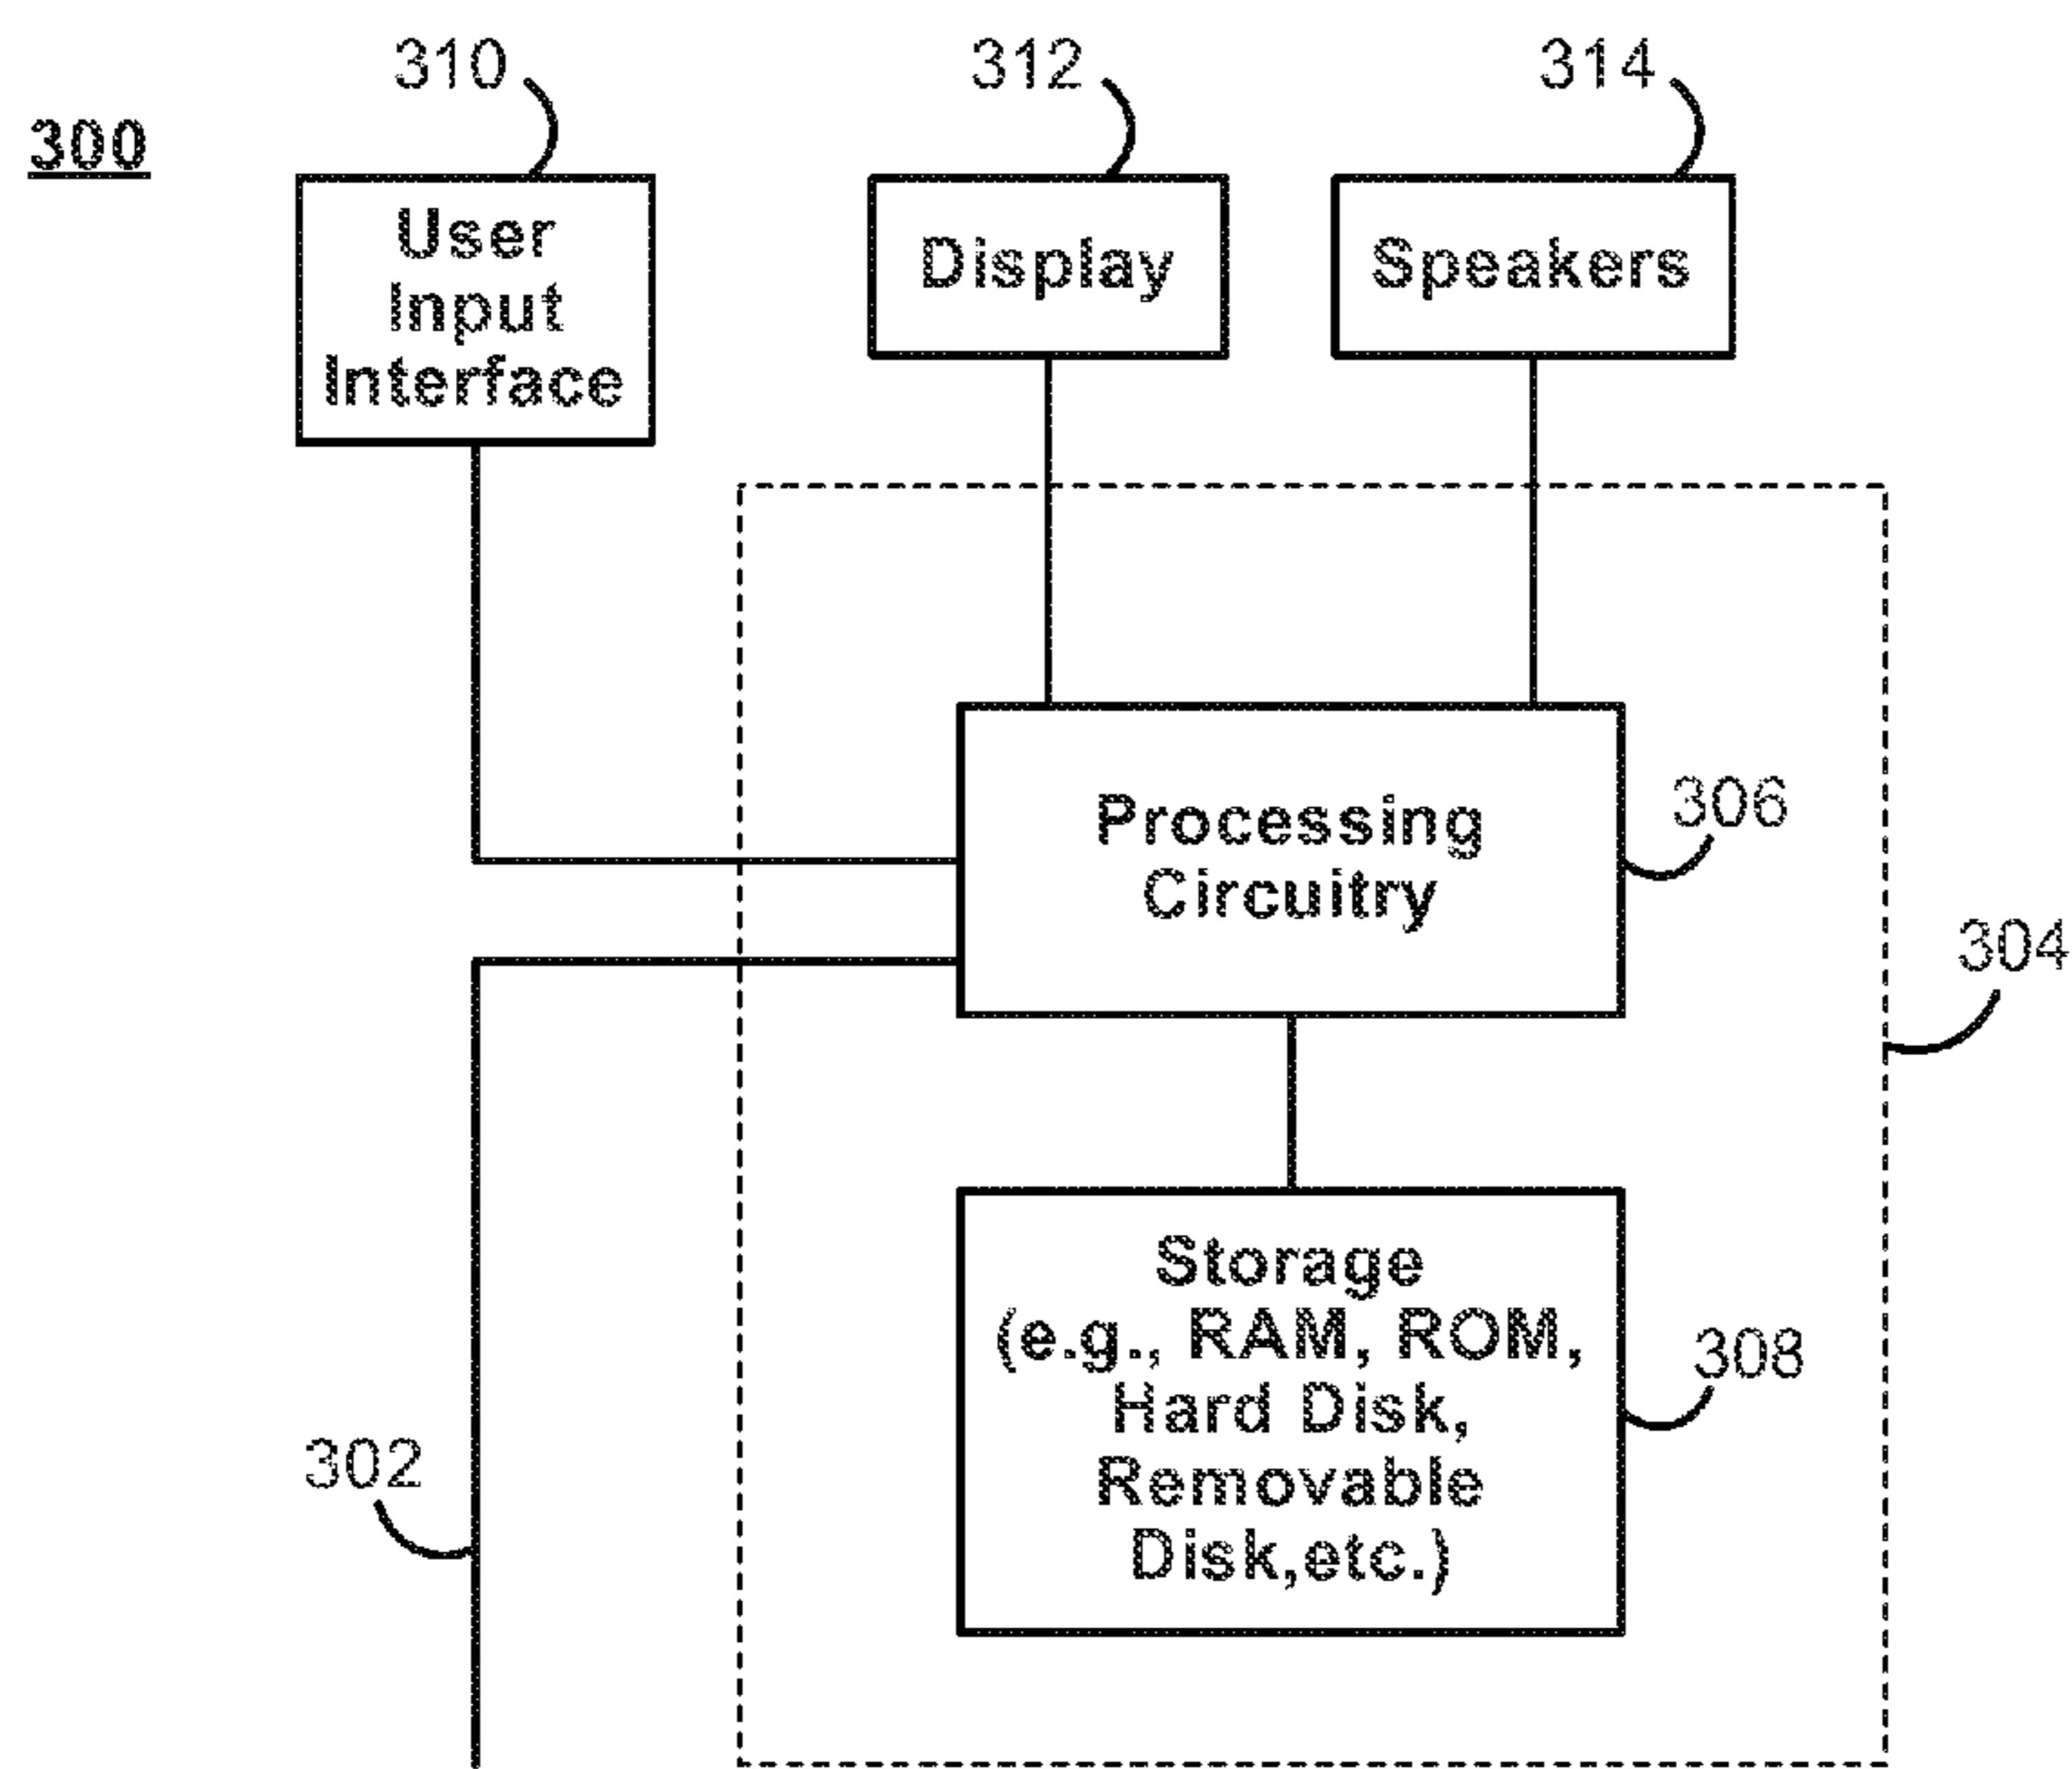 310
312
314
300
User
Input
Interface
Display
Speakers
Processing
Circuitry
306
304
Storage
(e.g., RAM, ROM,
Hard Disk,
Removable
Disk,etc.)
308
302